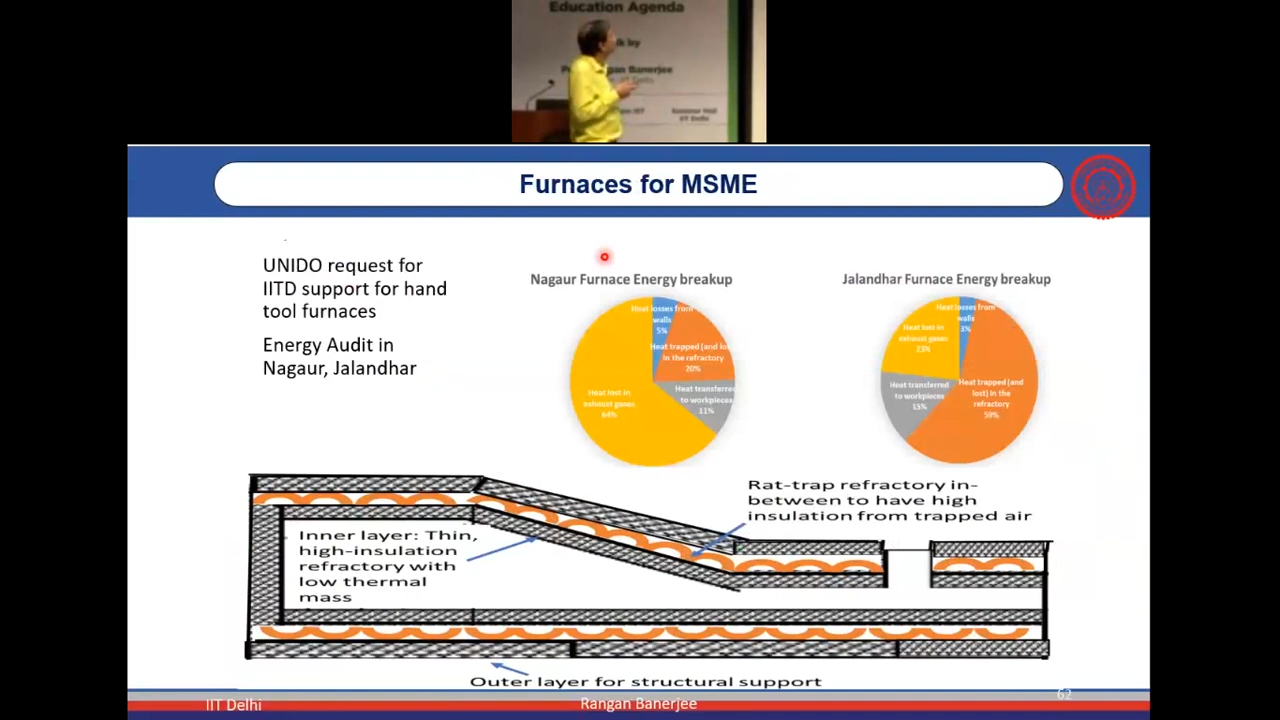 Education Agenda
by
Banerjee
Furnaces for MSME
UNIDO request for
IITD support for hand
tool furnaces
Energy Audit in
Nagaur, Jalandhar
Nagaur Furnace Energy breakup
Heat losses from
walls
5%
Heat trapped (and
in the refractory
20%
Heat transferred
to workpieces
11%
Heat lost in
exhaust gases
64%
Jalandhar Furnace Energy breakup
Heat losses from
walls
3%
Heat lost in
exhaust gases
23%
Heat transferred
to workpieces
15%
Heat trapped (and
lost) in the
refractory
59%
Rat-trap refractory in-
between to have high
insulation from trapped air
Inner layer: Thin,
high-insulation
refractory with
low thermal
mass
Outer layer for structural support
IIT Delhi
Rangan Banerjee
62